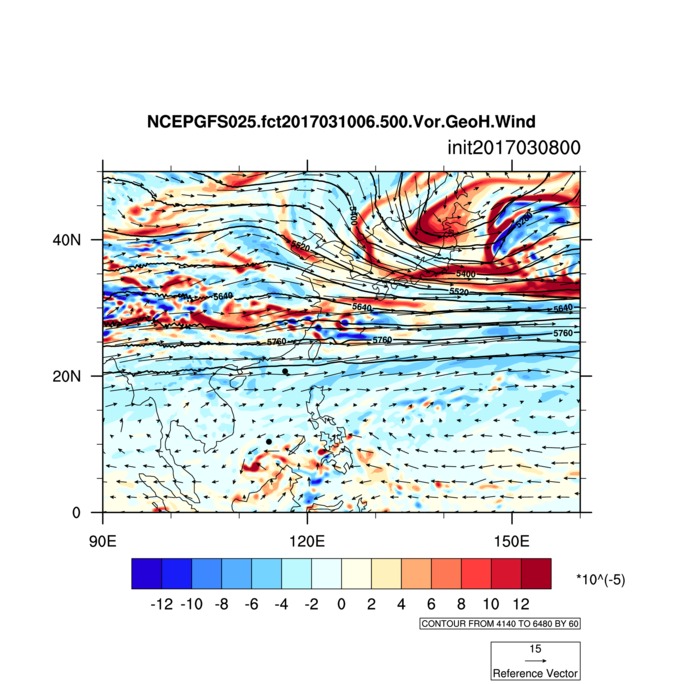 NCEPGFS025.fct2017031006.500.Vor.GeoH.Wind
init2017030800
5400
5280
40N
5520
5400
5520
5640
5640
5640
5760
5760
5760
20N
0
90E 120E 150E
-12 -10 -8 -6 -4 -2 0 2 4 6 8 10 12
*10^(-5)
CONTOUR FROM 4140 TO 6480 BY 60
15
Reference Vector